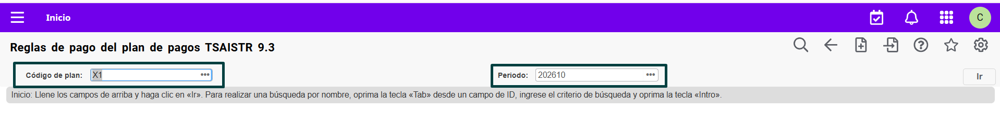 Inicio
C
Reglas de pago del plan de pagos TSAISTR 9.3
Código de plan: X1 Periodo: 202610 Ir
Inicio: Llene los campos de arriba y haga clic en «Ir». Para realizar una búsqueda por nombre, oprima la tecla «Tab» desde un campo de ID, ingrese el criterio de búsqueda y oprima la tecla «Intro».